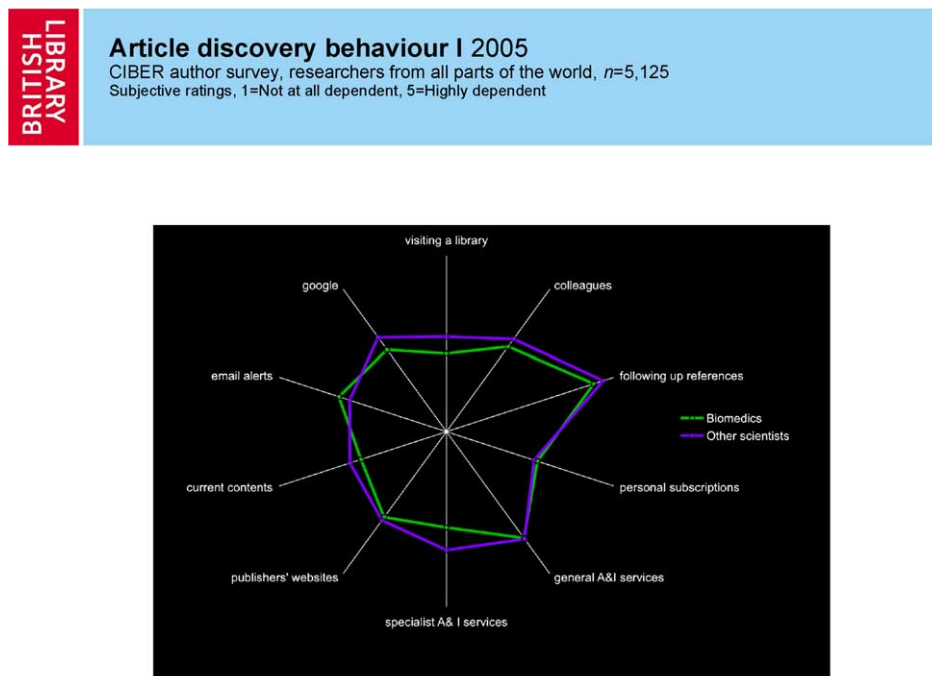 LIBRARY
BRITISH
Article discovery behaviour I 2005
CIBER author survey, researchers from all parts of the world, n=5,125
Subjective ratings, 1=Not at all dependent, 5=Highly dependent
visiting a library
google
colleagues
email alerts
following up references
Biomedics
Other scientists
current contents
personal subscriptions
publishers' websites
general A&I services
specialist A& I services